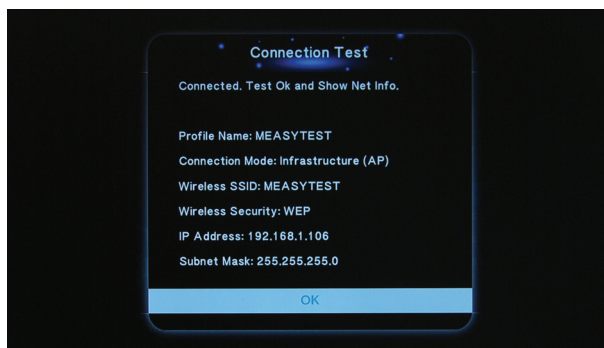 Connection Test
Connected. Test Ok and Show Net Info.
Profile Name: MEASYTEST
Connection Mode: Infrastructure (AP)
Wireless SSID: MEASYTEST
Wireless Security: WEP
IP Address: 192.168.1.106
Subnet Mask: 255.255.255.0
OK